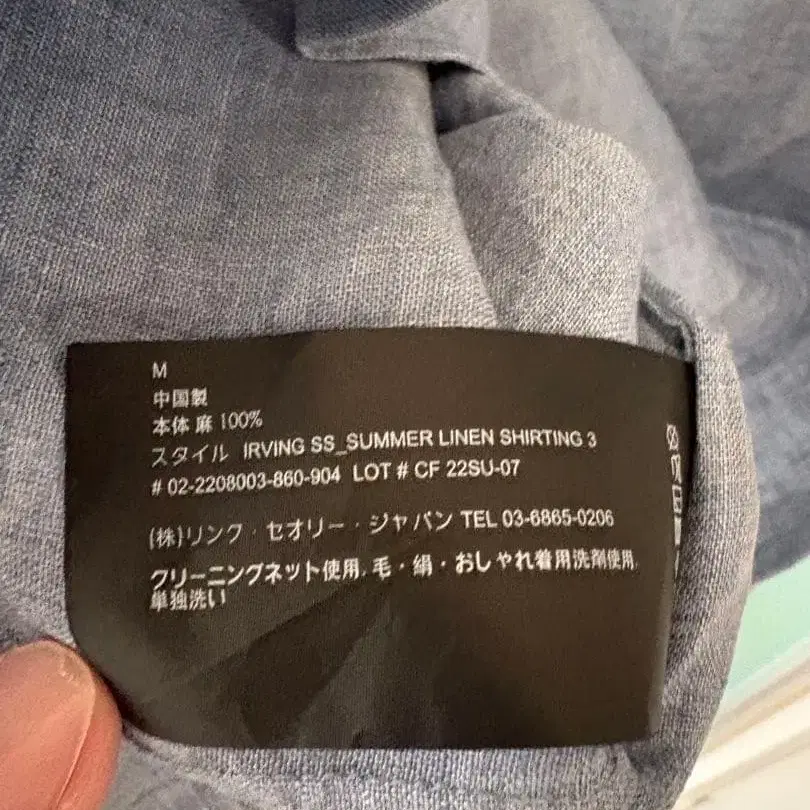 M
中国製
本体 麻 100%
スタイル IRVING SS_SUMMER LINEN SHIRTING 3
# 02-2208003-860-904 LOT # CF 22SU-07
(株)リンク・セオリー・ジャパン TEL 03-6865-0206
クリーニングネット使用. 毛・絹・おしゃれ着用洗剤使用.
単独洗い